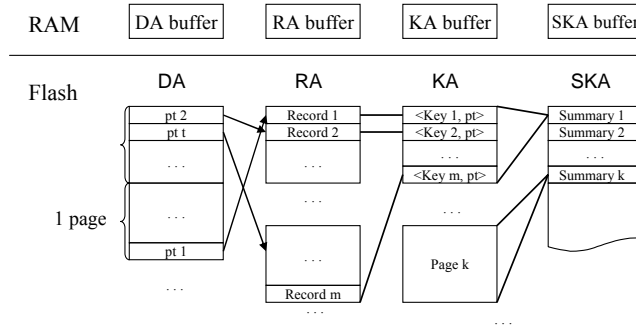 RAM
DA buffer
RA buffer
KA buffer
SKA buffer
Flash
DA
RA
KA
SKA
pt 2
Record 1
<Key 1, pt>
Summary 1
pt t
Record 2
<Key 2, pt>
Summary 2
. . .
. . .
. . .
. . .
<Key m, pt>
Summary k
. . .
. . .
. . .
1 page
pt 1
. . .
Page k
. . .
Record m
. . .
. . .